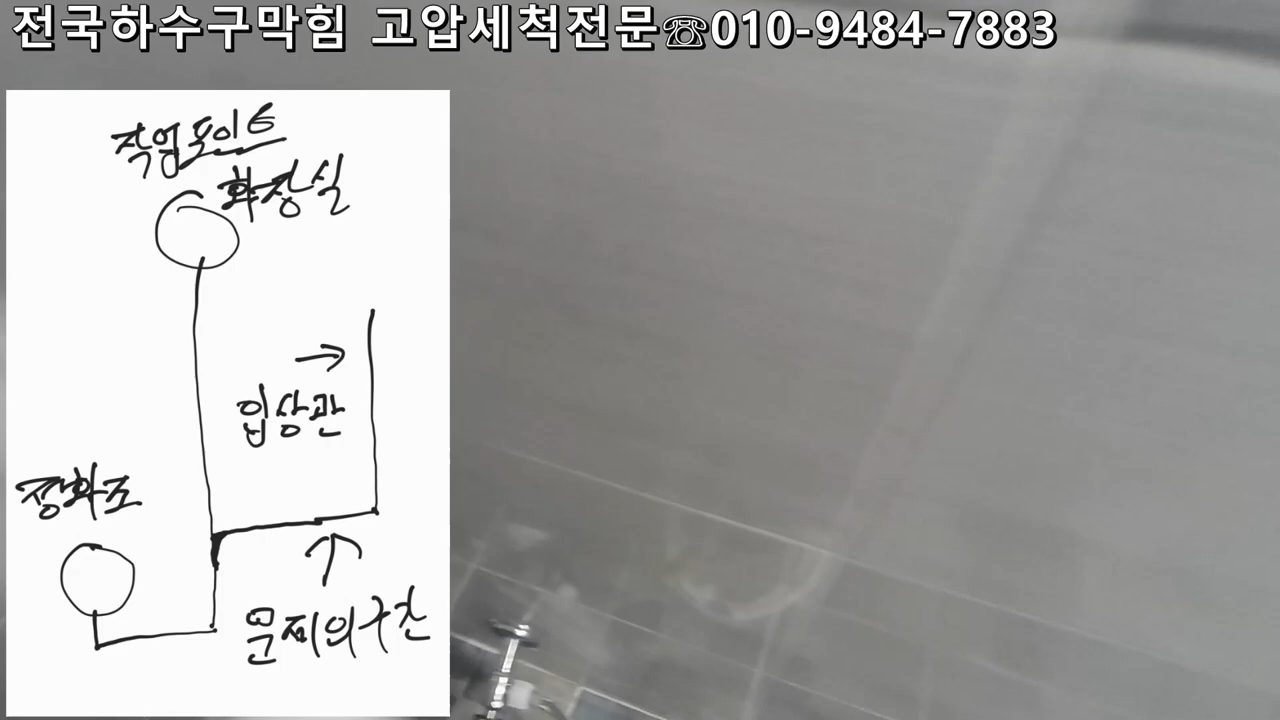 전국하수구막힘 고압세척전문☎010-9484-7883
작업포인트
화장실
입상관
정화조
문제의구간